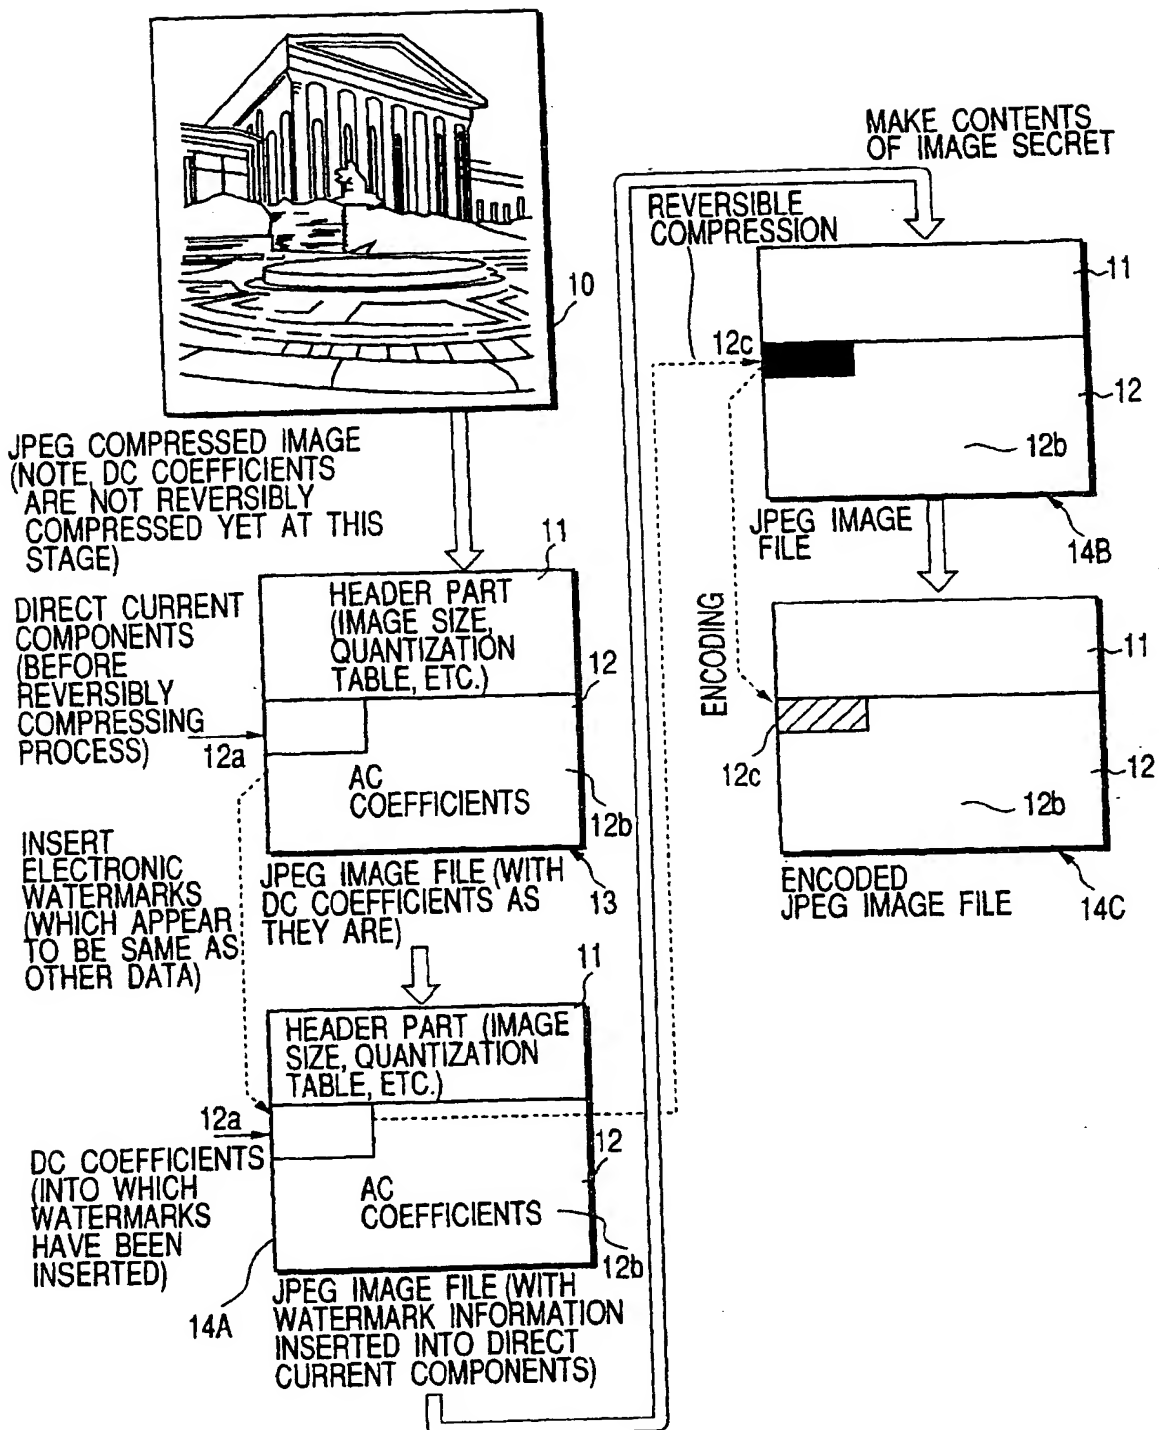 10
JPEG COMPRESSED IMAGE
(NOTE, DC COEFFICIENTS
ARE NOT REVERSIBLY
COMPRESSED YET AT THIS
STAGE)
11
HEADER PART
(IMAGE SIZE,
QUANTIZATION
TABLE, ETC.)
DIRECT CURRENT
COMPONENTS
(BEFORE
REVERSIBLY
COMPRESSING
PROCESS)
12a
12
AC
COEFFICIENTS
12b
13
JPEG IMAGE FILE (WITH
DC COEFFICIENTS AS
THEY ARE)
INSERT
ELECTRONIC
WATERMARKS
(WHICH APPEAR
TO BE SAME AS
OTHER DATA)
11
HEADER PART (IMAGE
SIZE, QUANTIZATION
TABLE, ETC.)
12a
DC COEFFICIENTS
(INTO WHICH
WATERMARKS
HAVE BEEN
INSERTED)
12
AC
COEFFICIENTS
12b
14A
JPEG IMAGE FILE (WITH
WATERMARK INFORMATION
INSERTED INTO DIRECT
CURRENT COMPONENTS)
MAKE CONTENTS
OF IMAGE SECRET
REVERSIBLE
COMPRESSION
11
12c
12
12b
JPEG IMAGE
FILE
14B
ENCODING
11
12c
12
12b
ENCODED
JPEG IMAGE FILE
14C